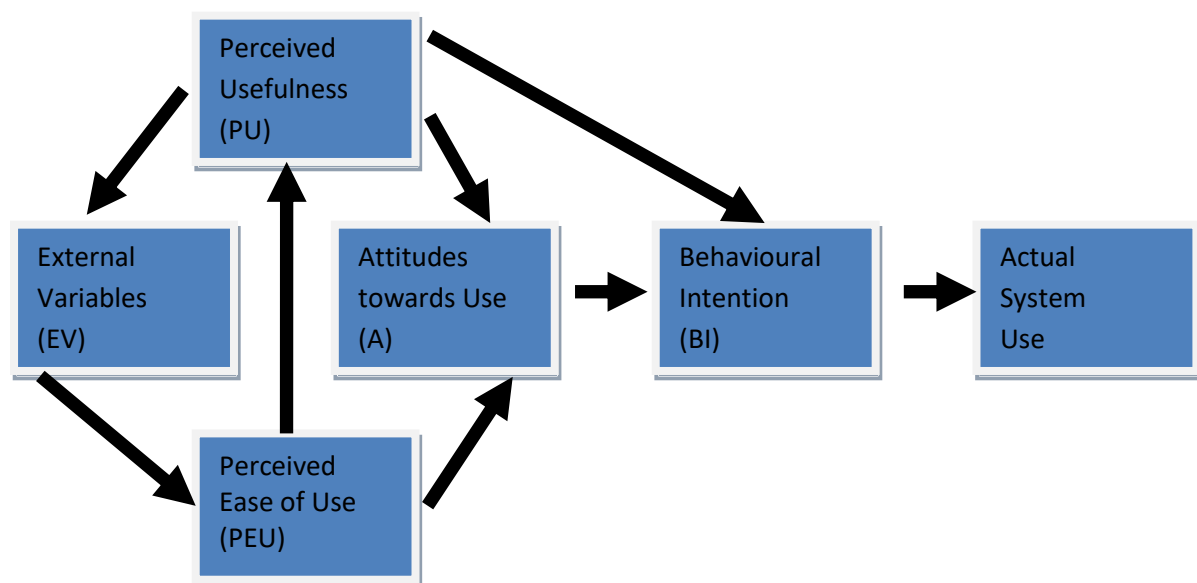 Perceived
Usefulness
(PU)
External
Variables
(EV)
Attitudes
towards Use
(A)
Behavioural
Intention
(BI)
Actual
System
Use
Perceived
Ease of Use
(PEU)